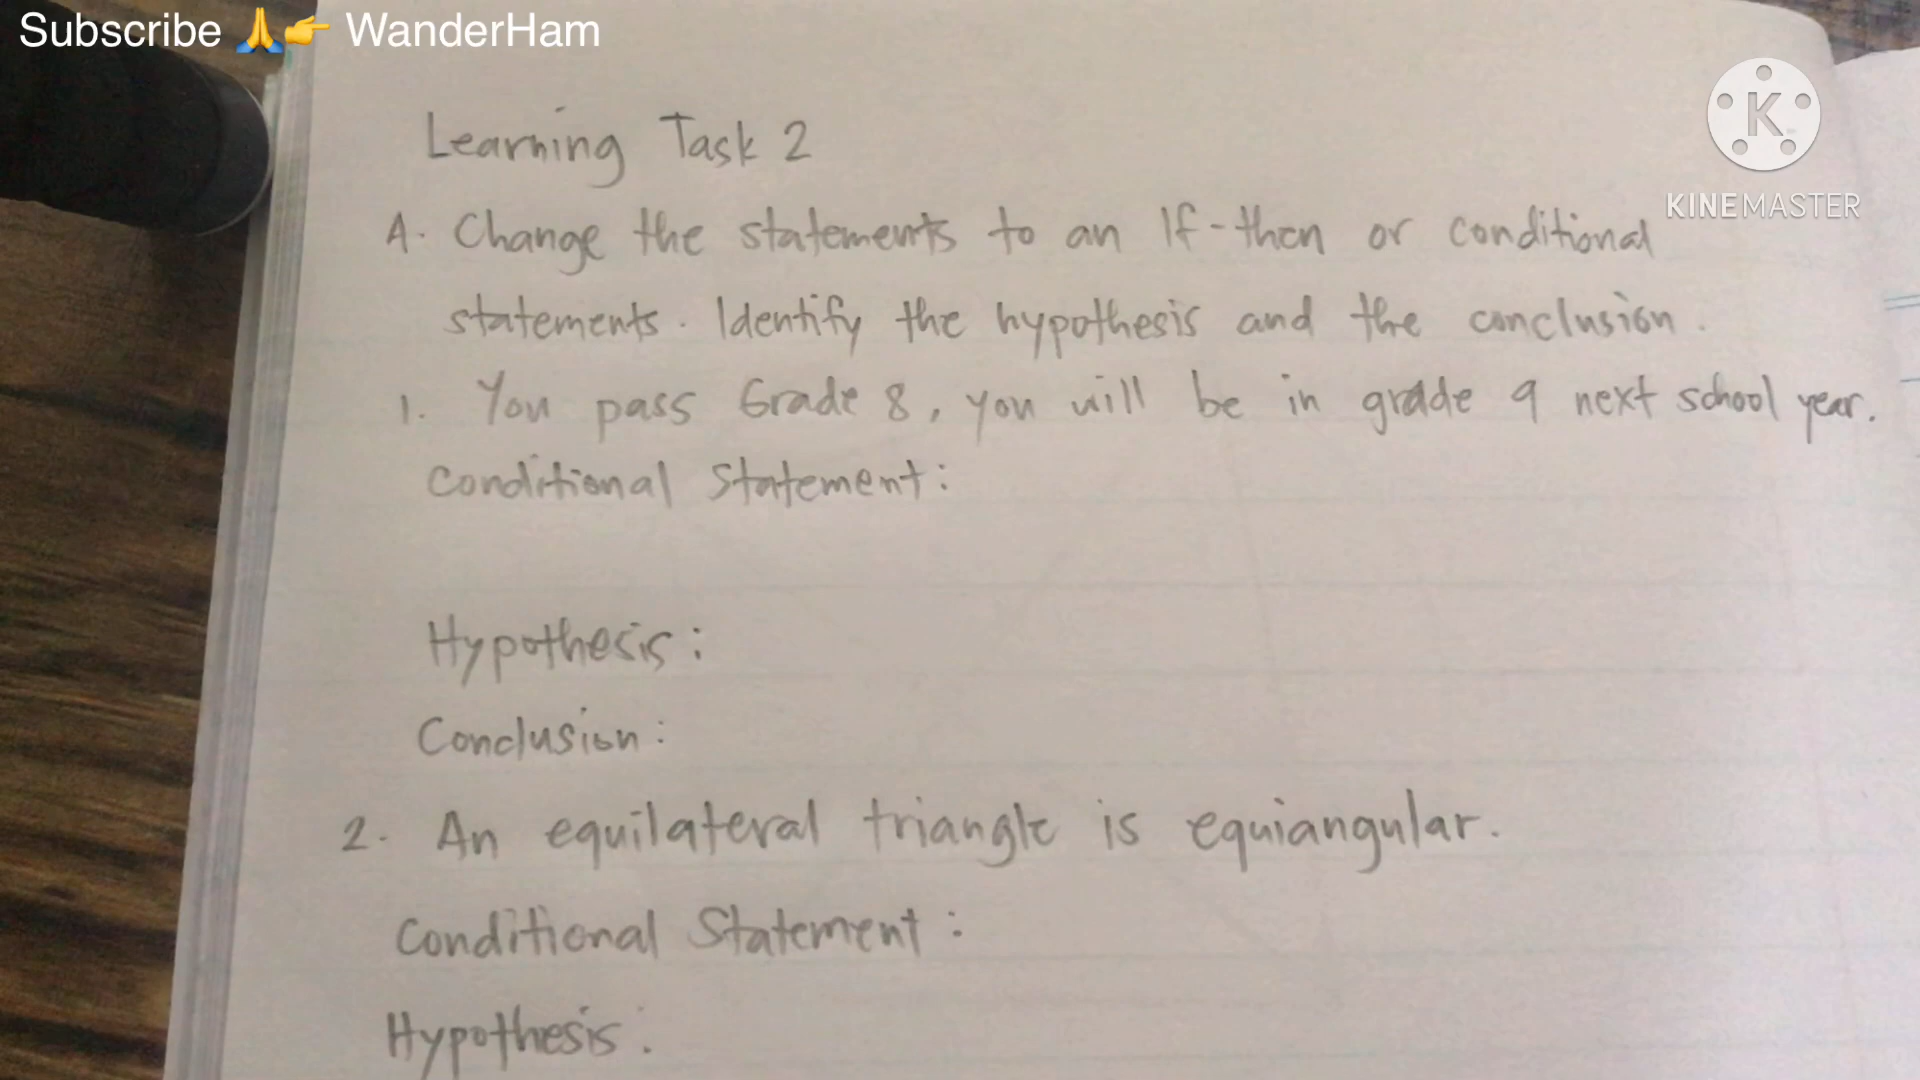 Subscribe 🙏👉 WanderHam
KINEMASTER
Learning Task 2
A. Change the statements to an If-then or conditional
statements. Identify the hypothesis and the conclusion.
1. You pass Grade 8, you will be in grade 9 next school year.
Conditional Statement:
Hypothesis:
Conclusion:
2. An equilateral triangle is equiangular.
Conditional Statement:
Hypothesis: